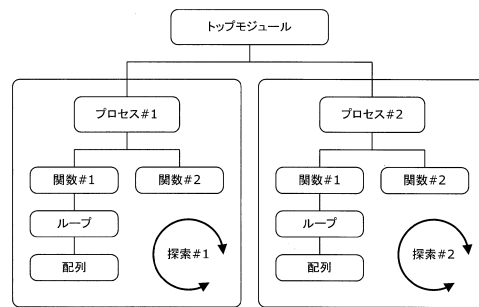 トップモジュール
プロセス#1
プロセス#2
関数#1
関数#2
関数#1
関数#2
ループ
探索#1
ループ
探索#2
配列
配列